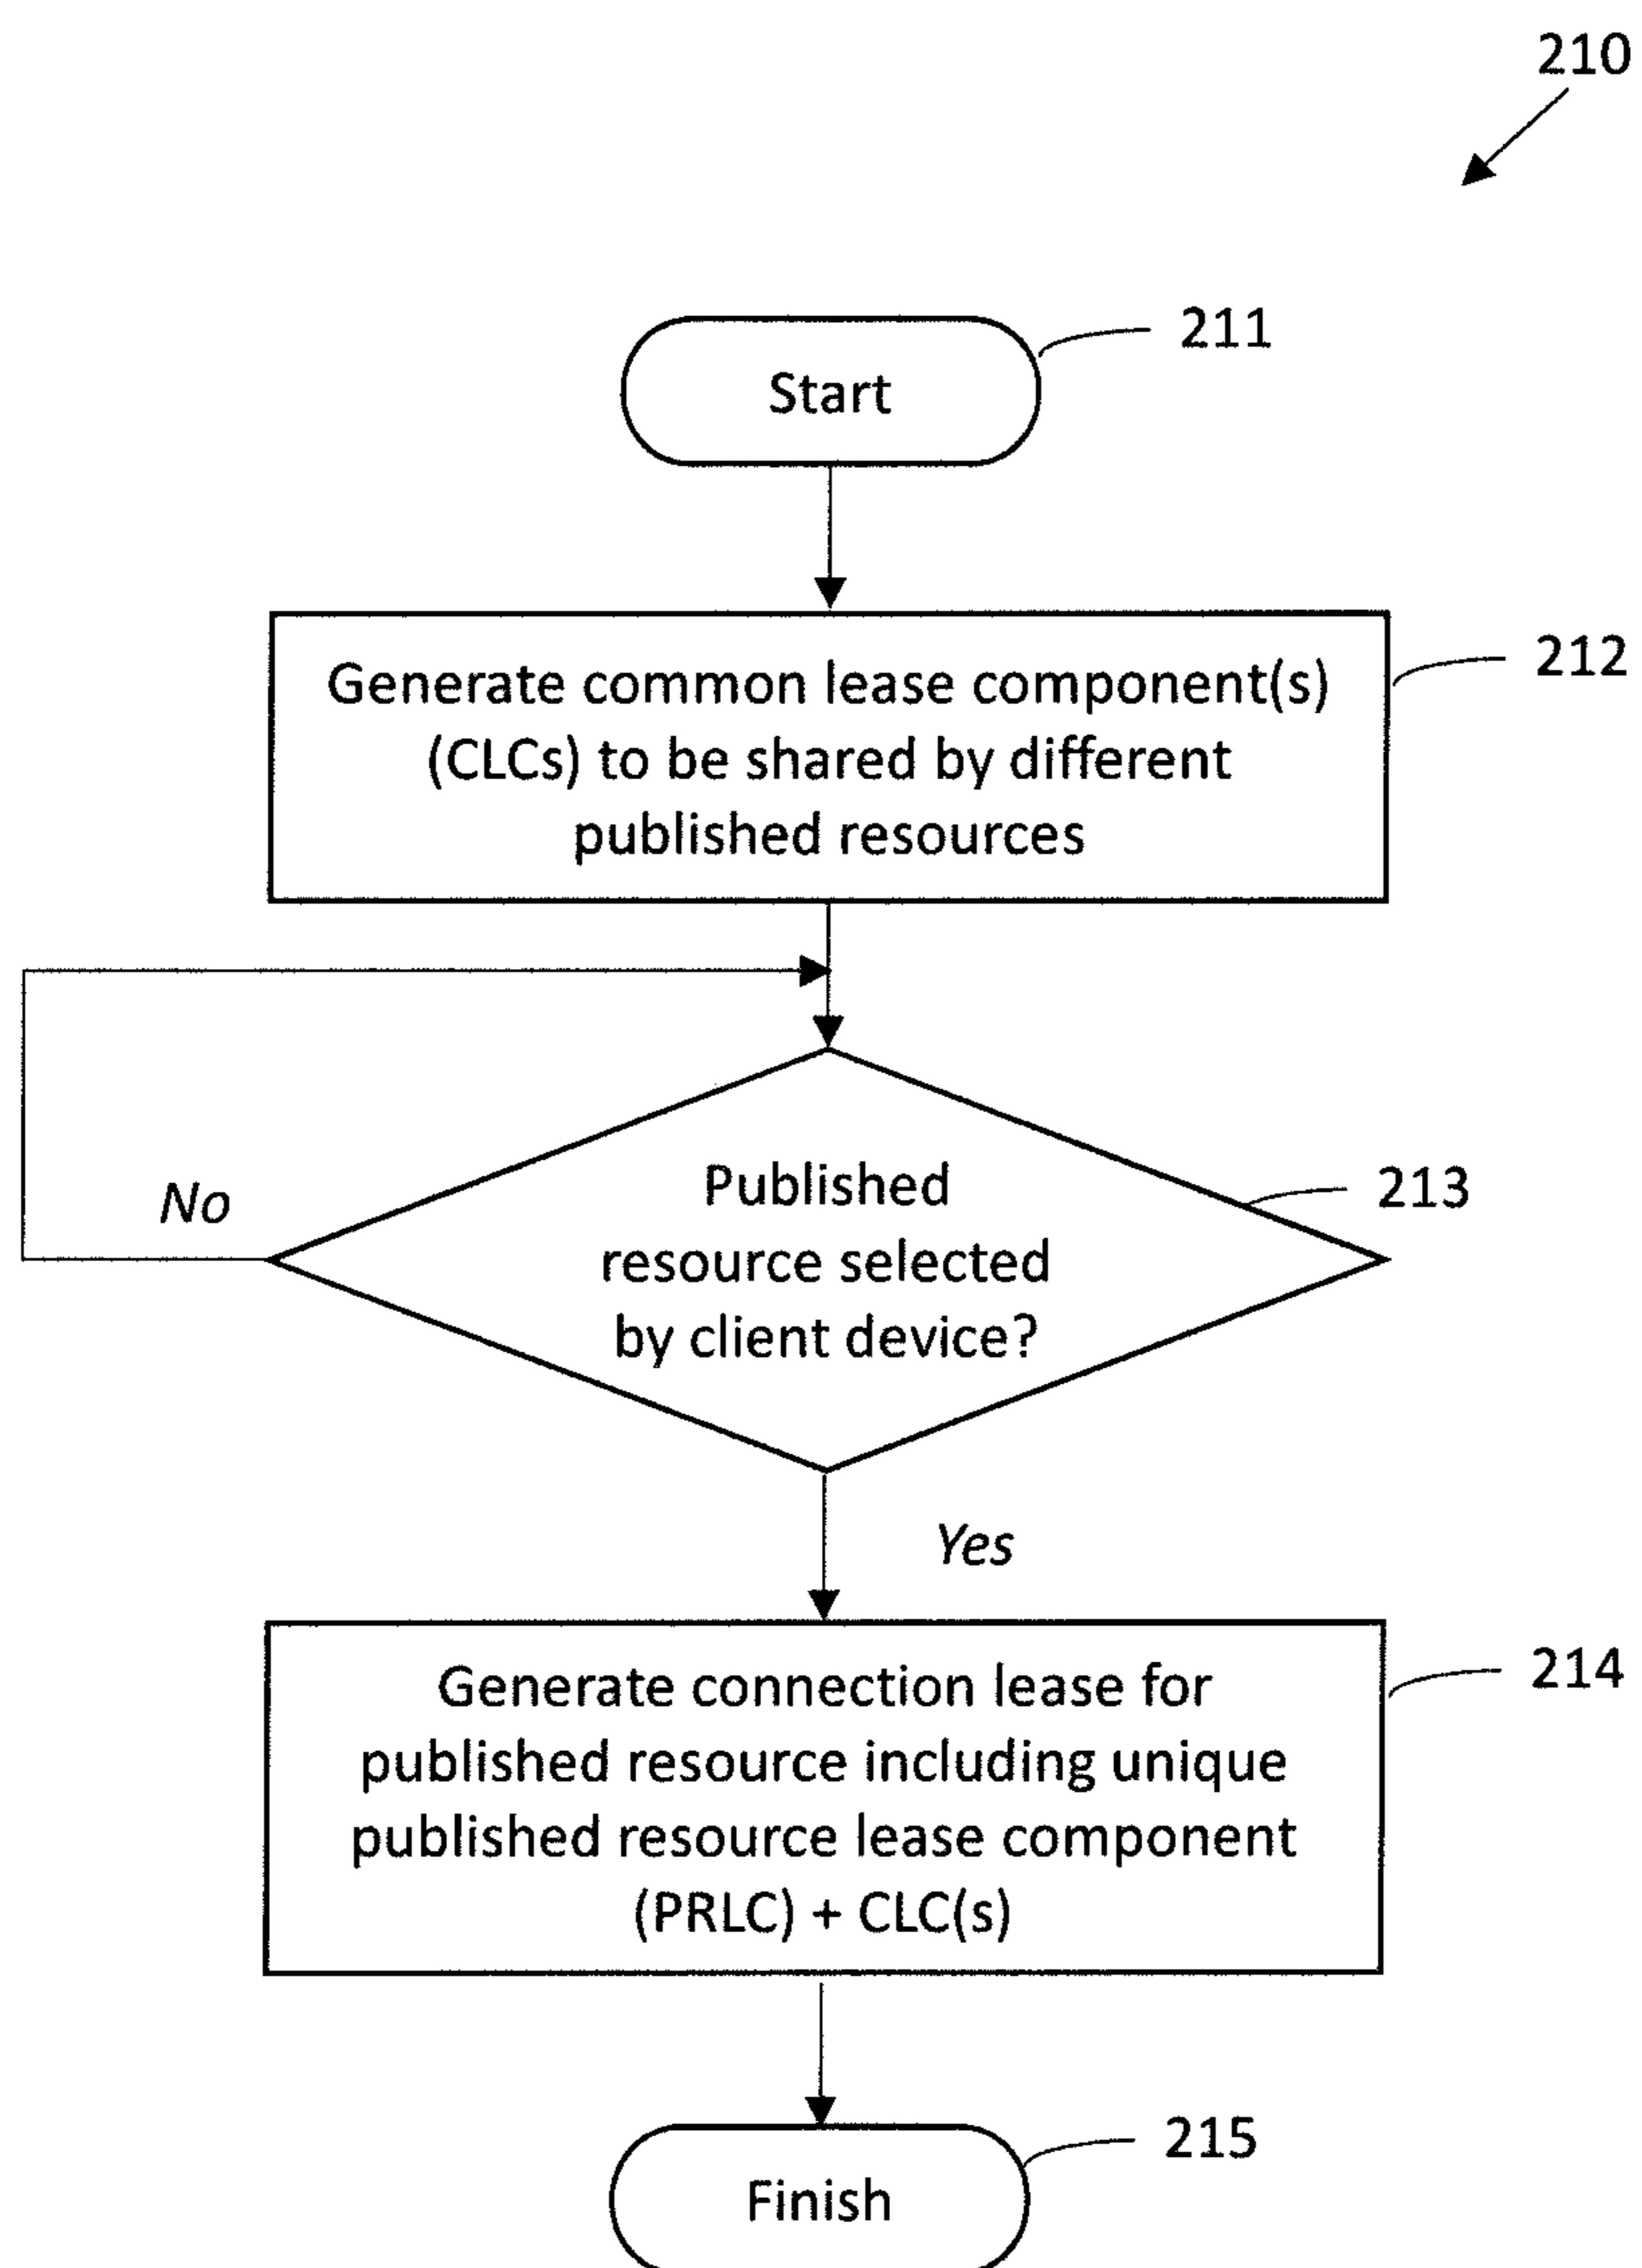 210
211
Start
212
Generate common lease component(s)
(CLCs) to be shared by different
published resources
No
213
Published
resource selected
by client device?
Yes
214
Generate connection lease for
published resource including unique
published resource lease component
(PRLC) + CLC(s)
215
Finish